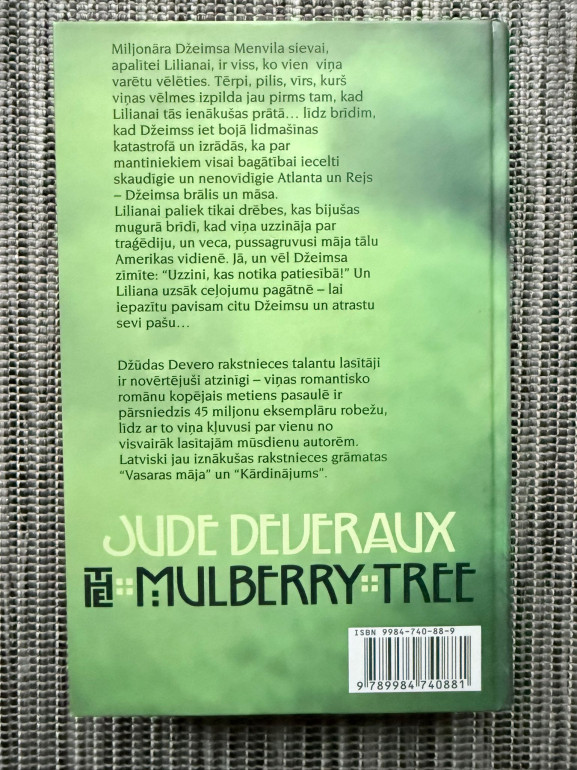 Miljonāra Džeimsa Menvila sievai,
apaļītei Lilianai, ir viss, ko vien viņa
varētu vēlēties. Tērpi, pilis, vīrs, kurš
viņas vēlmes izpilda jau pirms tam, kad
Lilianai tās ienākušas prātā... līdz brīdim,
kad Džeimss iet bojā lidmašīnas
katastrofā un izrādās, ka par
mantiniekiem visai bagātībai iecelti
skaudīgie un nenovīdīgie Atlanta un Rejs
– Džeimsa brālis un māsa.
Lilianai paliek tikai drēbes, kas bijušas
mugurā brīdī, kad viņa uzzināja par
traģēdiju, un veca, pussagruvusi māja tālu
Amerikas vidienē. Jā, un vēl Džeimsa
zīmīte: “Uzzini, kas notika patiesībā!” Un
Liliana uzsāk ceļojumu pagātnē – lai
iepazītu pavisam citu Džeimsu un atrastu
sevi pašu...
Džūdas Devero rakstnieces talantu lasītāji
ir novērtējuši atzinīgi – viņas romantisko
romānu kopējais metiens pasaulē ir
pārsniedzis 45 miljonu eksemplāru robežu,
līdz ar to viņa kļuvusi par vienu no
visvairāk lasītajām mūsdienu autorēm.
Latviski jau iznākušas rakstnieces grāmatas
“Vasaras māja” un “Kārdinājums”.
JUDE DEVERAUX
THE MULBERRY TREE
ISBN 9984-740-88-9
9 789984 740881